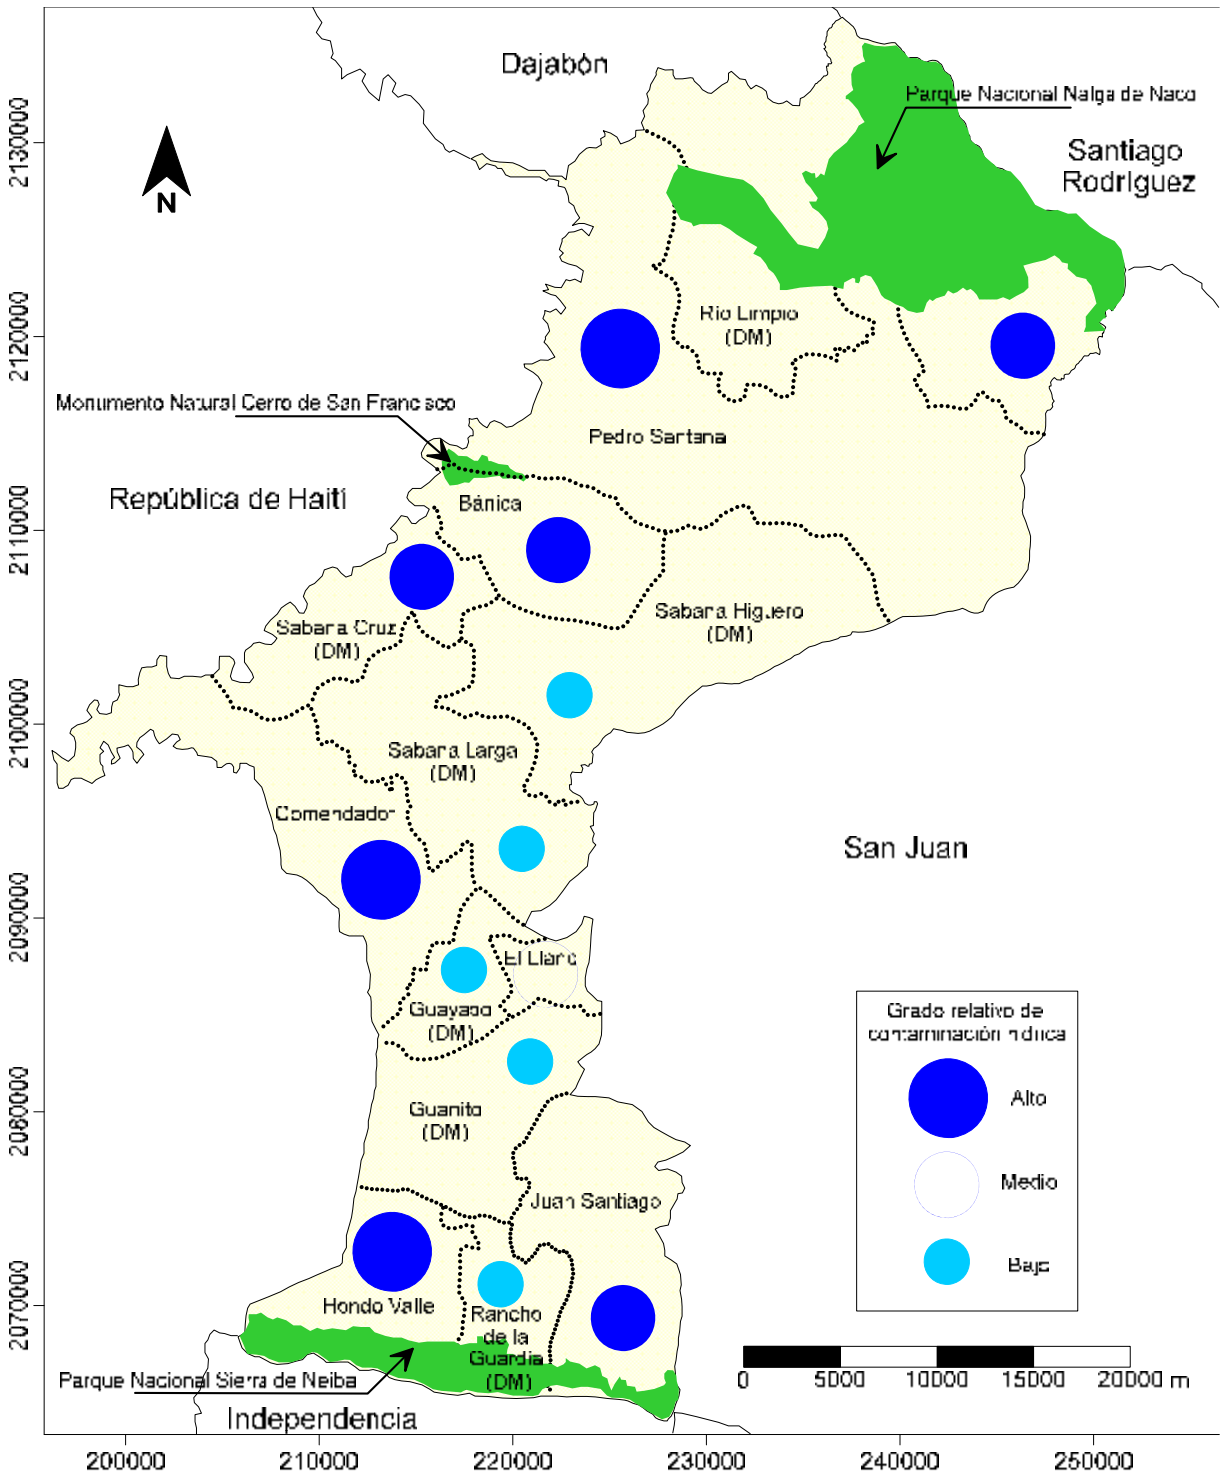 Dajabón
Parque Nacional Nalga de Naco
Santiago
Rodríguez
N
Río Limpio
(DM)
Monumento Natural Cerro de San Francisco
Pedro Santana
República de Haití
Bánica
Sabana Higüero
(DM)
Sabana Cruz
(DM)
Sabana Larga
(DM)
Comendador
San Juan
El Llano
Guayabo
(DM)
Guanito
(DM)
Juan Santiago
Hondo Valle
Rancho
de la
Guardia
(DM)
Parque Nacional Sierra de Neiba
Independencia
Grado relativo de
contaminación hídrica
Alto
Medio
Bajo
0 5000 10000 15000 20000 m
2130000
2120000
2110000
2100000
2090000
2080000
2070000
200000 210000 220000 230000 240000 250000